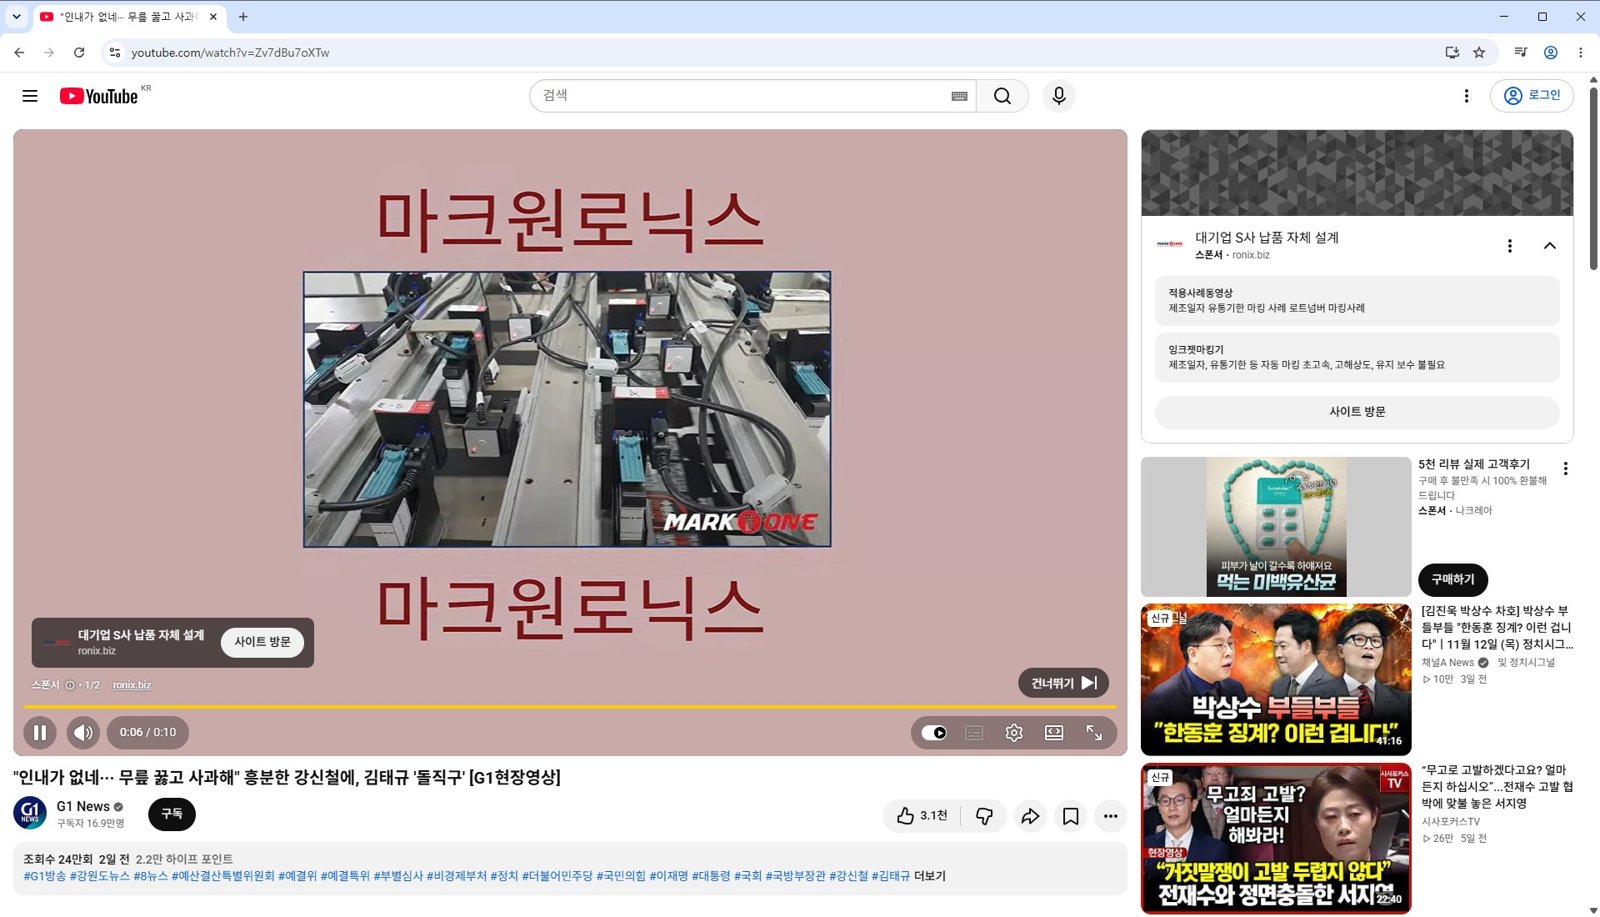 "인내가 없네··· 무릎 꿇고 사과해
youtube.com/watch?v=Zv7dBu7oXTw
YouTube KR
검색
로그인
마크원로닉스
MARK ONE
마크원로닉스
대기업 S사 납품 자체 설계
ronix.biz
사이트 방문
스폰서 · 1/2 ronix.biz
건너뛰기
0:06 / 0:10
"인내가 없네··· 무릎 꿇고 사과해" 흥분한 강신철에, 김태규 '돌직구' [G1현장영상]
G1 NEWS
G1 News
구독자 16.9만명
구독
3.1천
조회수 24만회 2일 전 2.2만 하이프 포인트
#G1방송 #강원도뉴스 #8뉴스 #예산결산특별위원회 #예결위 #예결특위 #부별심사 #비경제부처 #정치 #더불어민주당 #국민의힘 #이재명 #대통령 #국회 #국방부장관 #강신철 #김태규 더보기
MARK ONE
대기업 S사 납품 자체 설계
스폰서 · ronix.biz
적용사례동영상
제조일자 유통기한 마킹 사례 로트넘버 마킹사례
잉크젯마킹기
제조일자, 유통기한 등 자동 마킹 초고속, 고해상도, 유지 보수 불필요
사이트 방문
피부가 날이 갈수록 하얘져요
먹는 미백유산균
5천 리뷰 실제 고객후기
구매 후 불만족 시 100% 환불해
드립니다
스폰서 · 나크레아
구매하기
신규
박상수 부들부들
"한동훈 징계? 이런 겁니다"
41:16
[김진욱 박상수 차호] 박상수 부
들부들 "한동훈 징계? 이런 겁니
다" | 11월 12일 (목) 정치시그...
채널A News 및 정치시그널
10만 3일 전
신규
시사포커스
TV
무고죄 고발?
얼마든지
해봐라!
현장영상
"거짓말쟁이 고발 두렵지 않다"
전재수와 정면충돌한 서지영
22:40
"무고로 고발하겠다고요? 얼마
든지 하십시오"...전재수 고발 협
박에 맞불 놓은 서지영
시사포커스TV
26만 5일 전